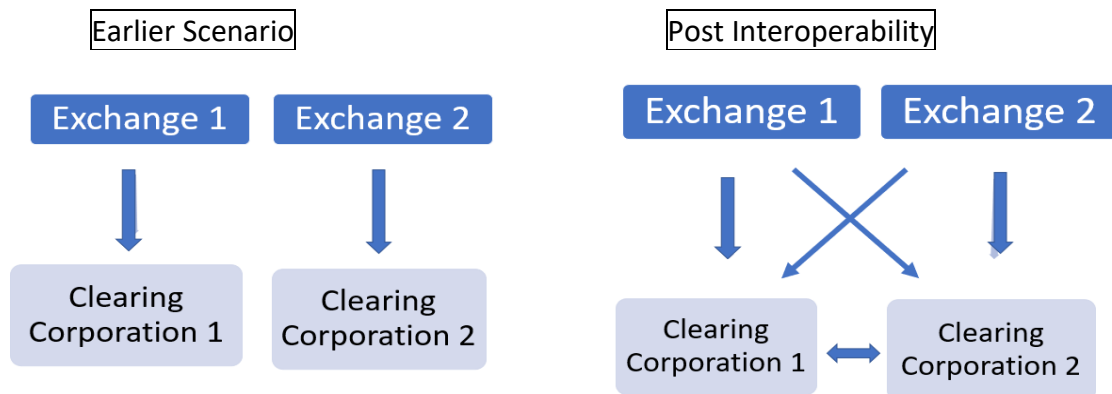 Earlier Scenario
Post Interoperability
Exchange 1
Exchange 2
Exchange 1
Exchange 2
Clearing
Corporation 1
Clearing
Corporation 2
Clearing
Corporation 1
Clearing
Corporation 2